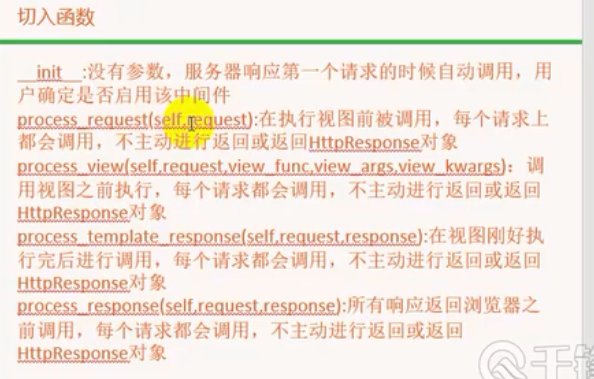 切入函数
__init__:没有参数，服务器响应第一个请求的时候自动调用，用
户确定是否启用该中间件
process_request(self,request):在执行视图前被调用，每个请求上
都会调用，不主动进行返回或返回HttpResponse对象
process_view(self,request,view_func,view_args,view_kwargs)：调
用视图之前执行，每个请求都会调用，不主动进行返回或返回
HttpResponse对象
process_template_response(self,request,response):在视图刚好执
行完后进行调用，每个请求都会调用，不主动进行返回或返回
HttpResponse对象
process_response(self,request,response):所有响应返回浏览器之
前调用，每个请求都会调用，不主动进行返回或返回
HttpResponse对象